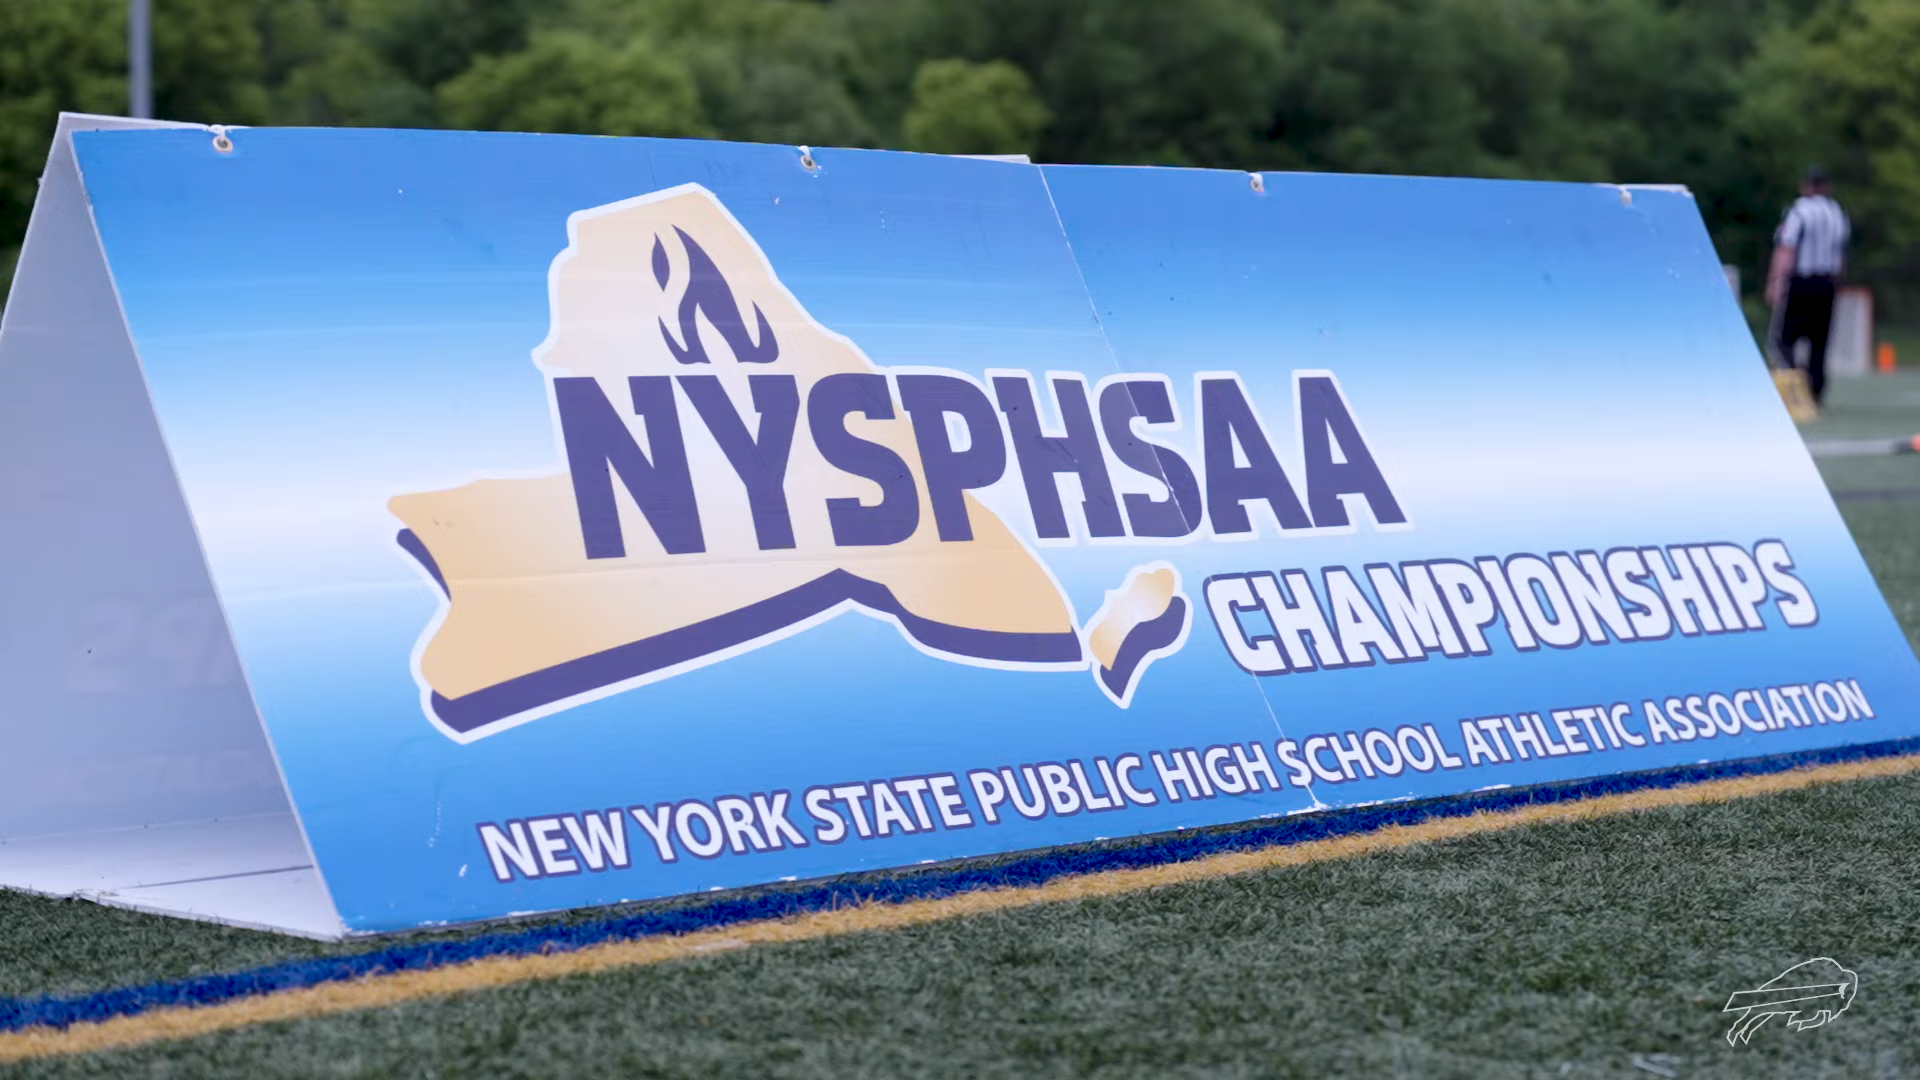 NYSPHSAA
CHAMPIONSHIPS
NEW YORK STATE PUBLIC HIGH SCHOOL ATHLETIC ASSOCIATION